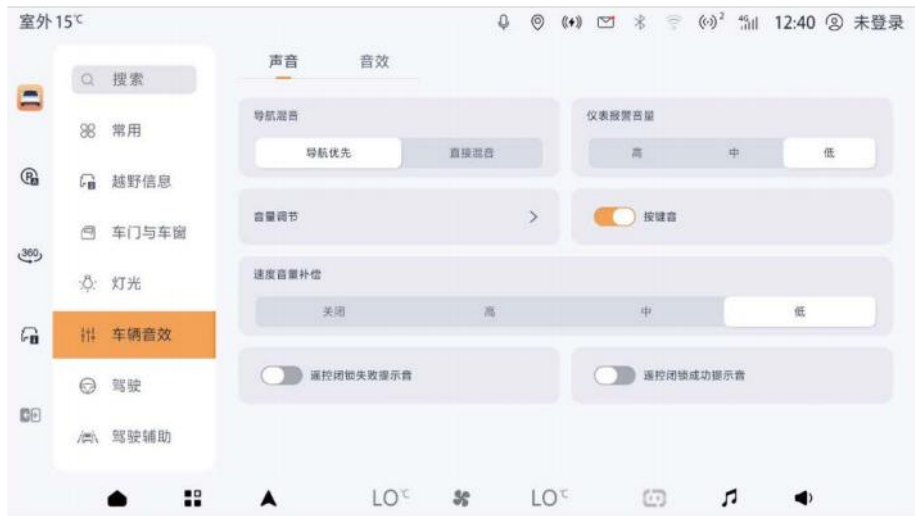 室外15℃
12:40
未登录
搜索
常用
越野信息
车门与车窗
灯光
车辆音效
驾驶
驾驶辅助
声音 音效
导航混音
导航优先 直接混音
仪表报警音量
高 中 低
音量调节
按键音
速度音量补偿
关闭 高 中 低
遥控闭锁失败提示音
遥控闭锁成功提示音
360
LO℃
LO℃